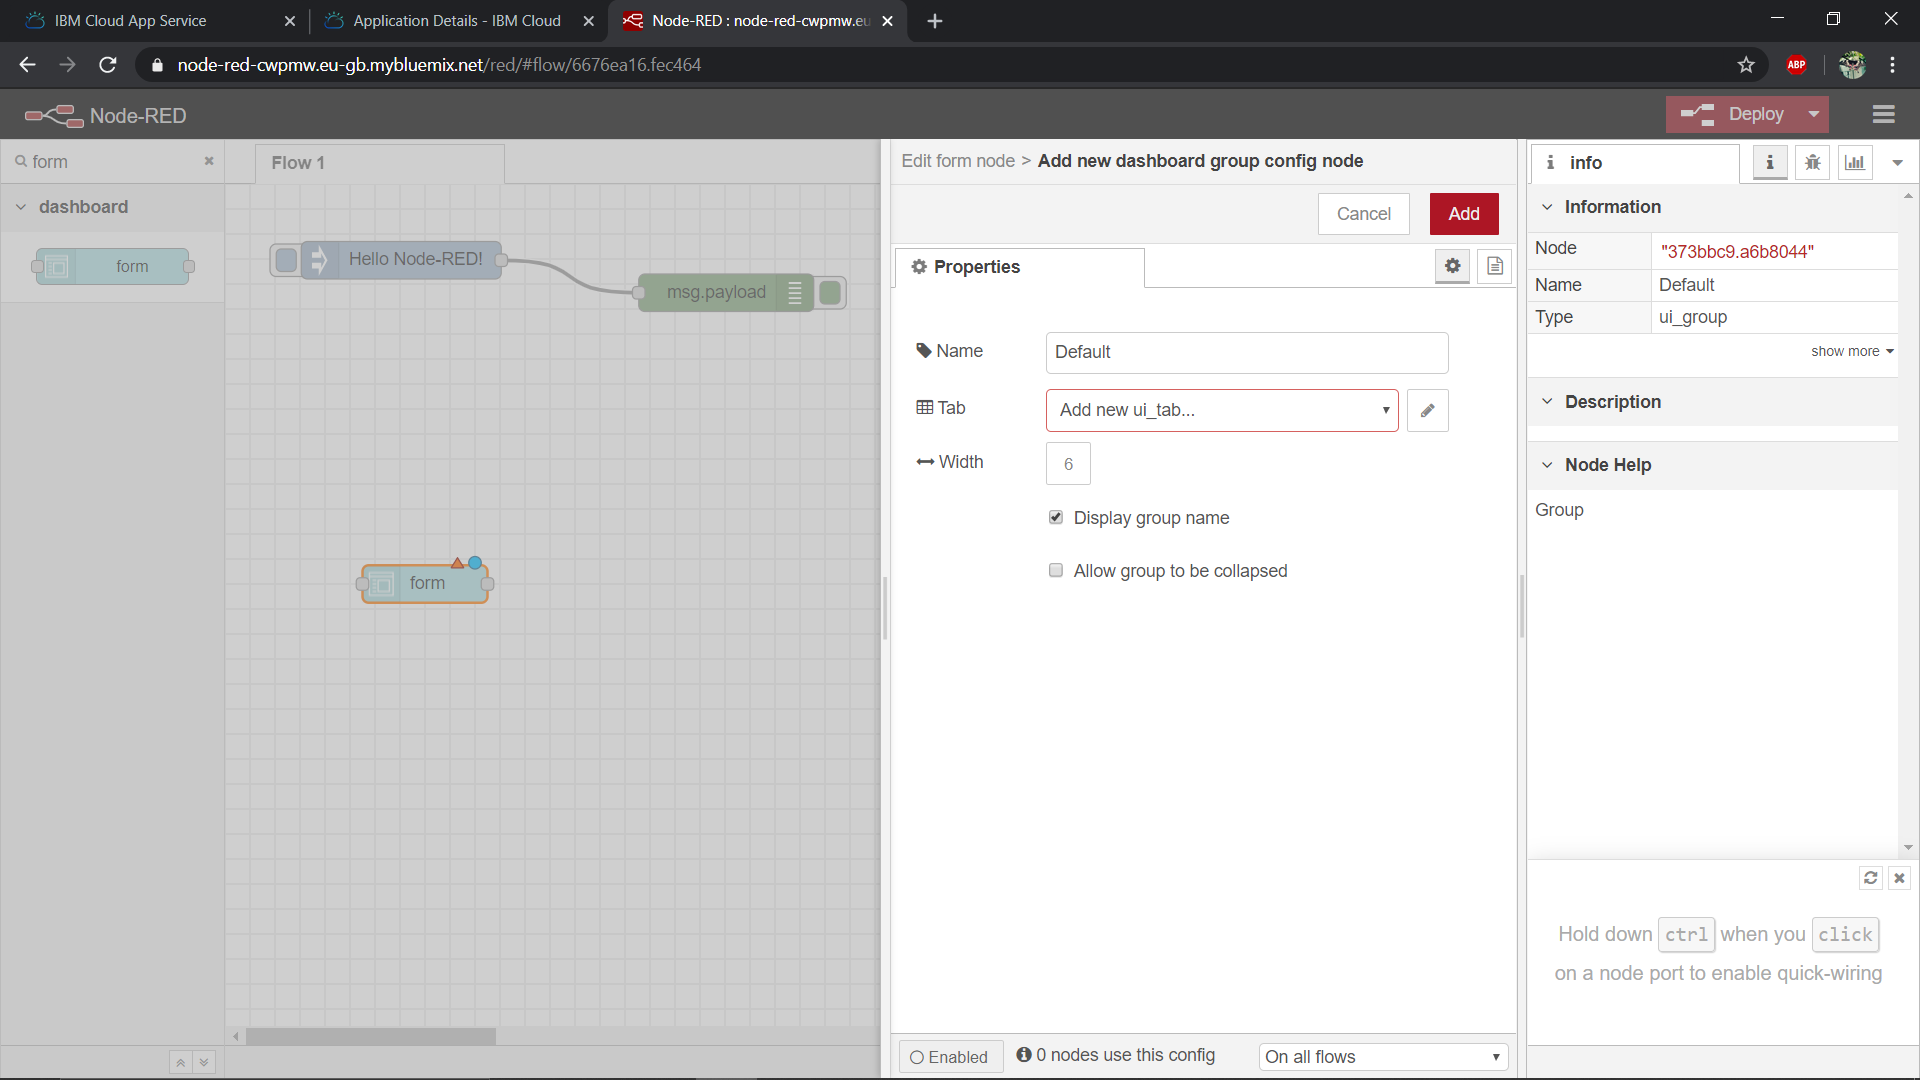 IBM Cloud App Service
Application Details - IBM Cloud
Node-RED : node-red-cwpmw.eu
node-red-cwpmw.eu-gb.mybluemix.net/red/#flow/6676ea16.fec464
ABP
Node-RED
Deploy
form
Flow 1
Edit form node > Add new dashboard group config node
info
dashboard
Cancel
Add
Information
form
Hello Node-RED!
msg.payload
Properties
Node
"373bbc9.a6b8044"
Name
Default
Type
ui_group
show more
Name
Default
Tab
Add new ui_tab...
Width
6
Description
Node Help
Group
Display group name
Allow group to be collapsed
form
Hold down ctrl when you click
on a node port to enable quick-wiring
Enabled
0 nodes use this config
On all flows